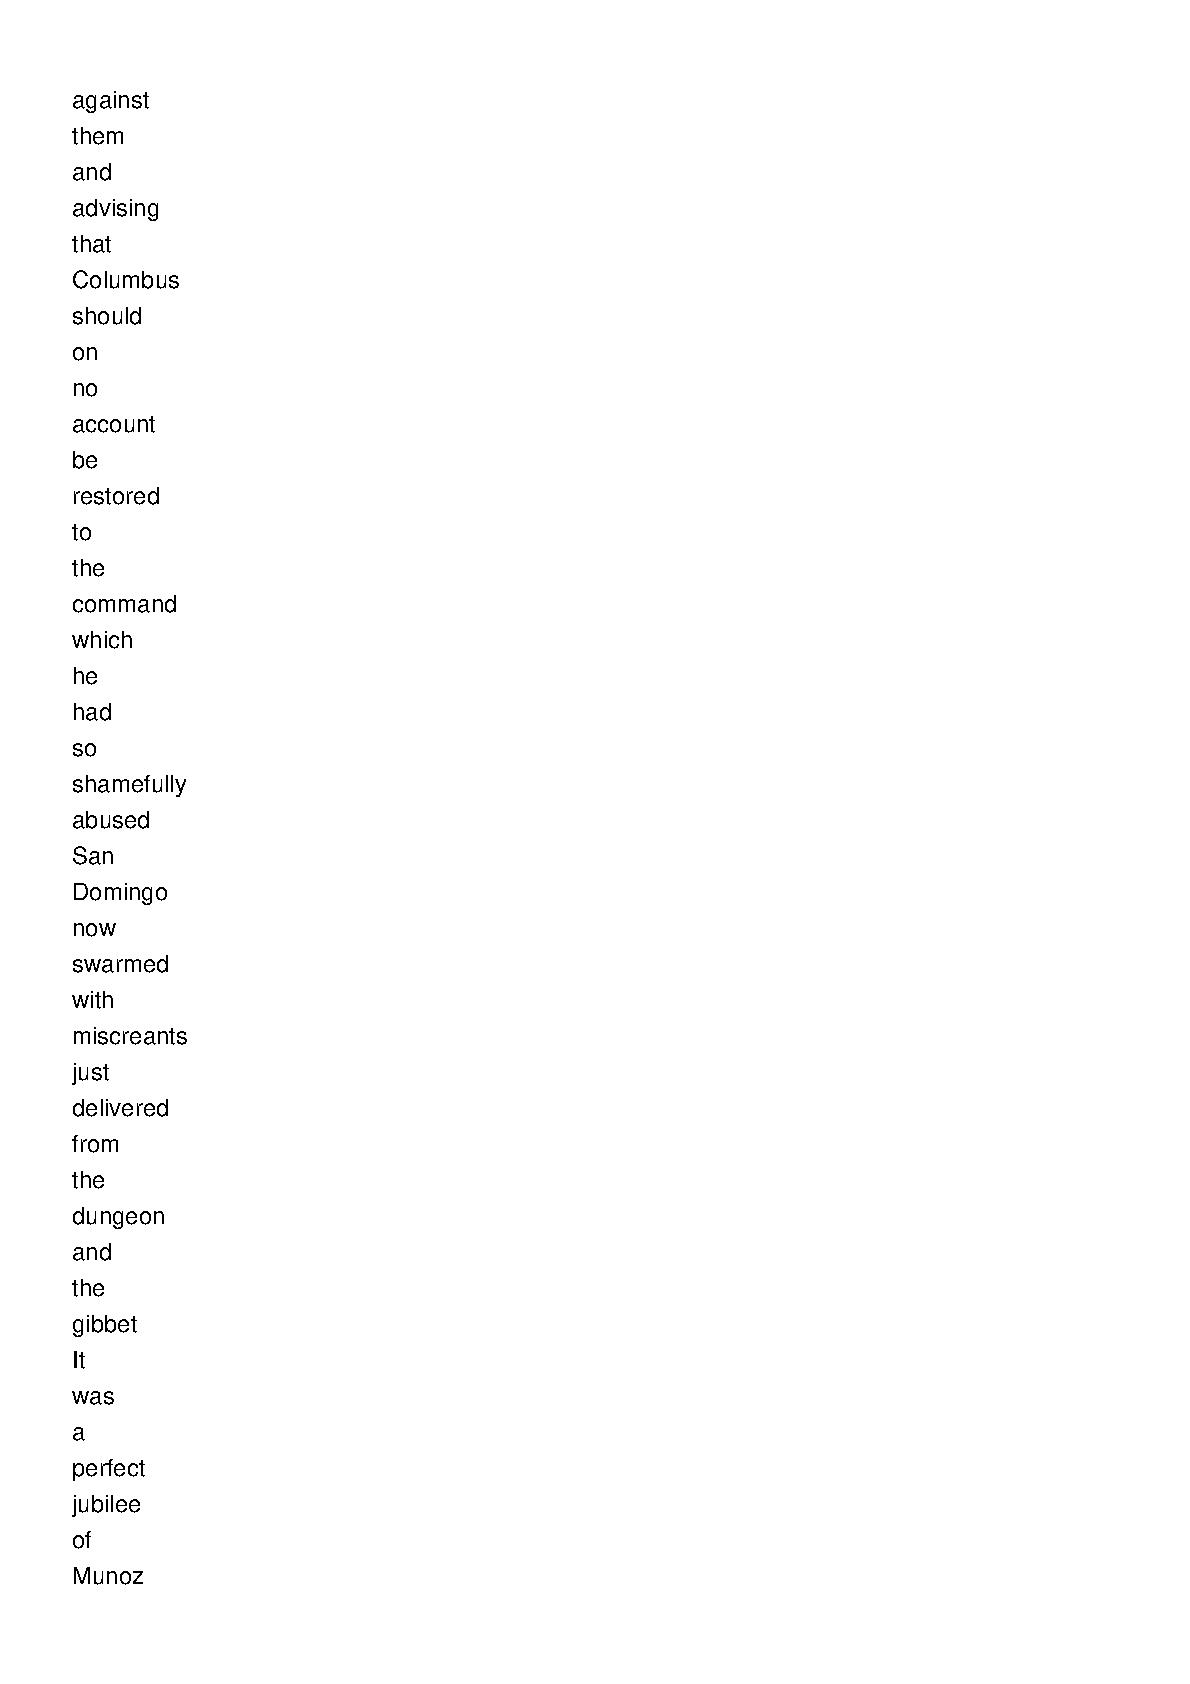 against
them
and
advising
that
Columbus
should
on
no
account
be
restored
to
the
command
which
he
had
so
shamefully
abused
San
Domingo
now
swarmed
with
miscreants
just
delivered
from
the
dungeon
and
the
gibbet
It
was
a
perfect
jubilee
of
Munoz